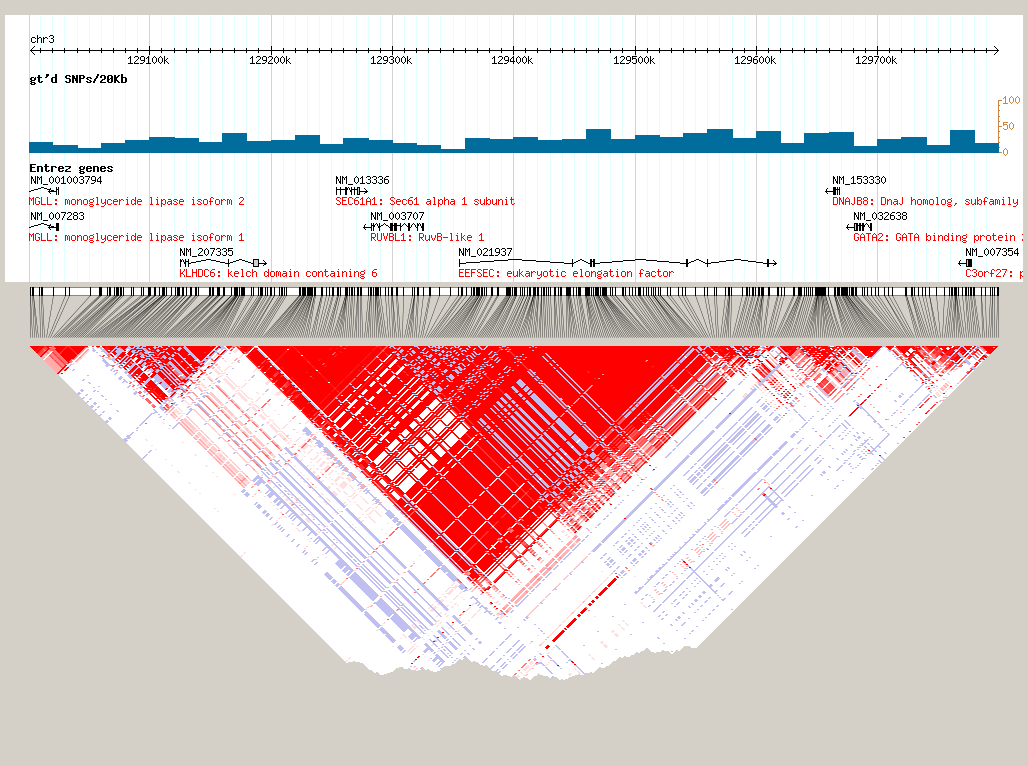 chr3
129100k 129200k 129300k 129400k 129500k 129600k 129700k
gt'd SNPs/20Kb
100
50
0
Entrez genes
NM_001003794 NM_013336 NM_153330
MGLL: monoglyceride lipase isoform 2 SEC61A1: Sec61 alpha 1 subunit DNAJB8: DnaJ homolog, subfamily
NM_007283 NM_003707 NM_032638
MGLL: monoglyceride lipase isoform 1 RUVBL1: RuvB-like 1 GATA2: GATA binding protein
NM_207335 NM_021937 NM_007354
KLHDC6: kelch domain containing 6 EEFSEC: eukaryotic elongation factor C3orf27: